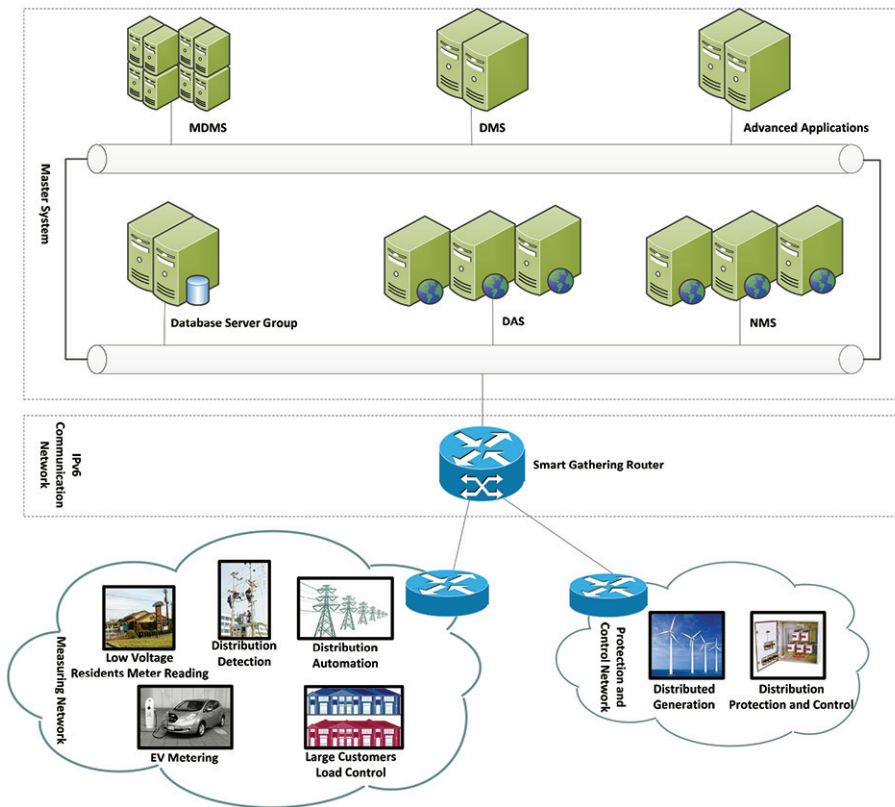 MDMS
DMS
Advanced Applications
Master System
Database Server Group
DAS
NMS
IPv6
Communication
Network
Smart Gathering Router
Measuring Network
Low Voltage
Residents Meter Reading
Distribution
Detection
Distribution
Automation
EV Metering
Large Customers
Load Control
Protection and
Control Network
Distributed
Generation
Distribution
Protection and Control